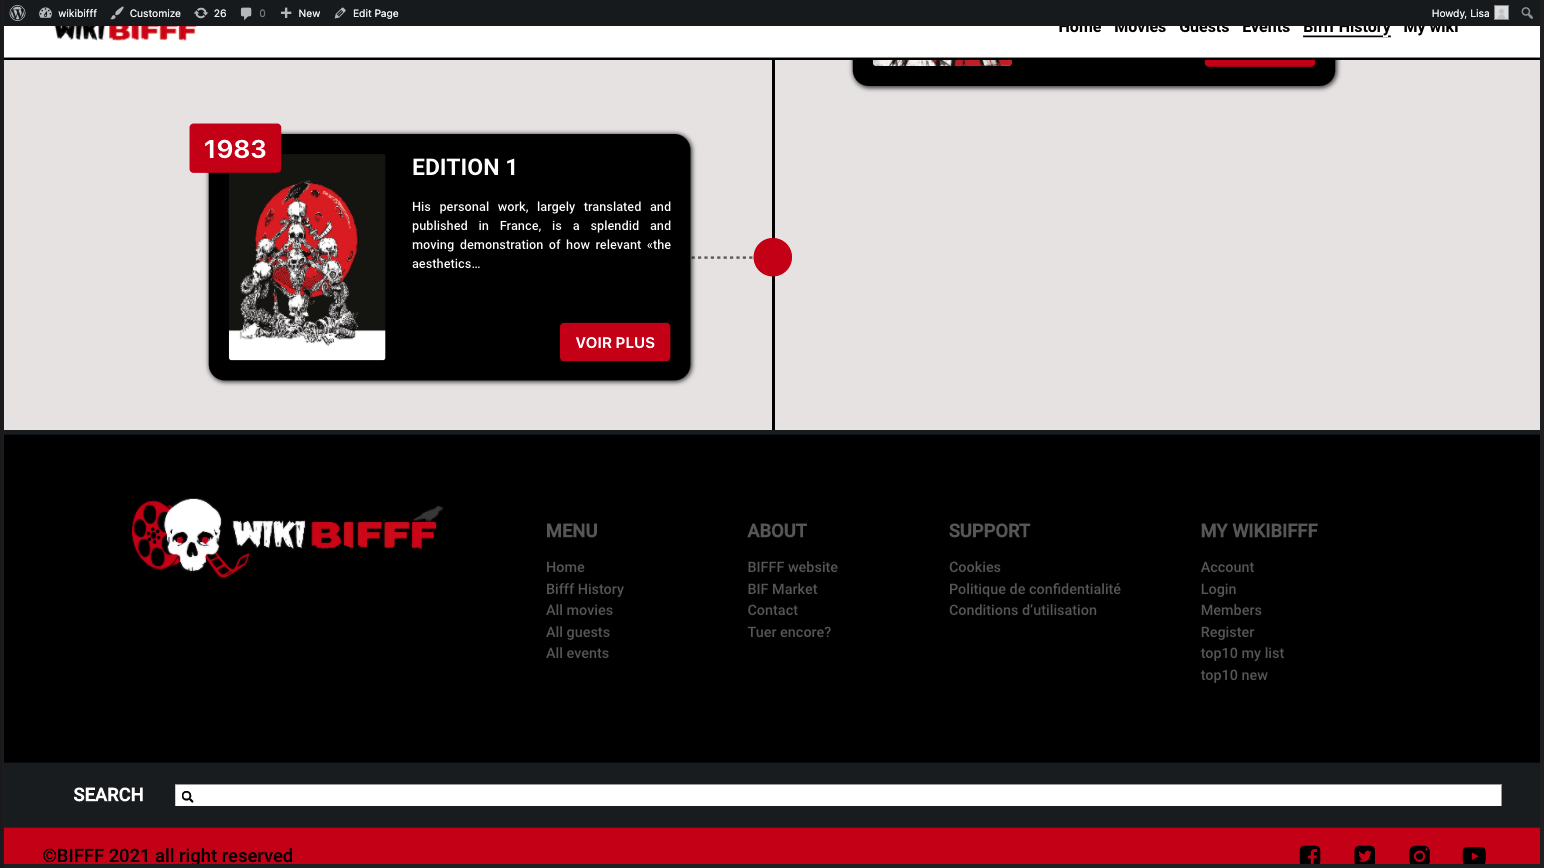 wikibifff Customize 26 0 New Edit Page Howdy, Lisa
WIKI BIFFF Home Movies Guests Events Bifff History My wiki
1983
EDITION 1
His personal work, largely translated and
published in France, is a splendid and
moving demonstration of how relevant «the
aesthetics...
VOIR PLUS
WIKI BIFFF
MENU
Home
Bifff History
All movies
All guests
All events
ABOUT
BIFFF website
BIF Market
Contact
Tuer encore?
SUPPORT
Cookies
Politique de confidentialité
Conditions d'utilisation
MY WIKIBIFFF
Account
Login
Members
Register
top10 my list
top10 new
SEARCH
©BIFFF 2021 all right reserved